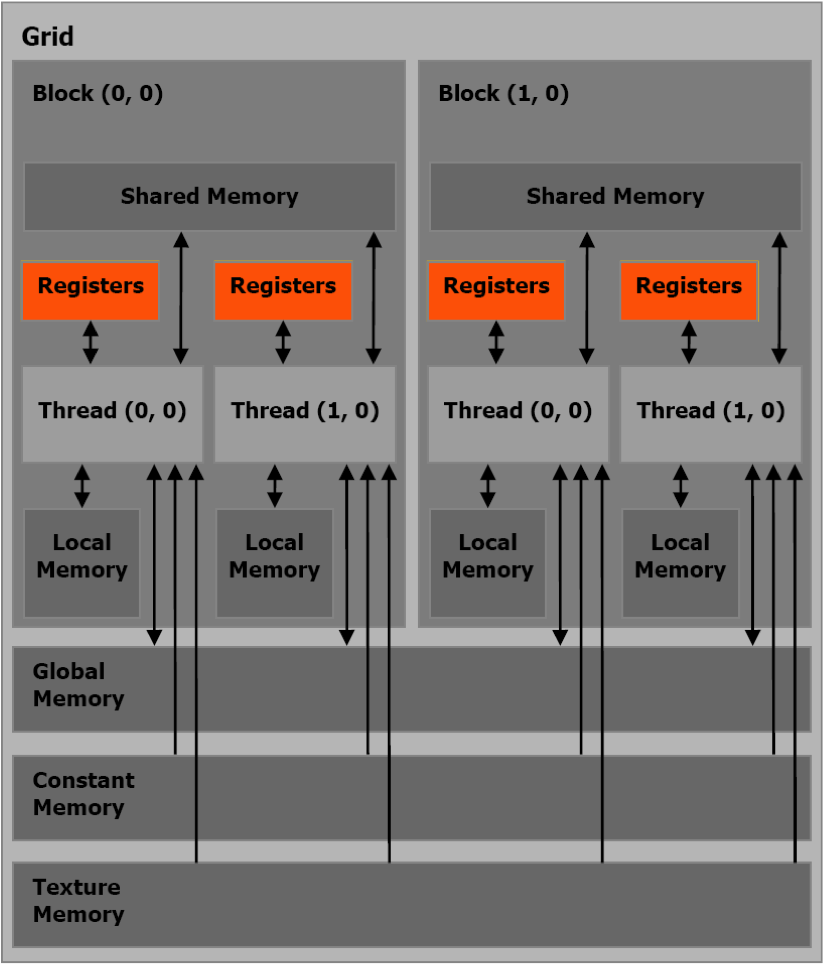 Grid
Block (0, 0)
Block (1, 0)
Shared Memory
Shared Memory
Registers
Registers
Registers
Registers
Thread (0, 0)
Thread (1, 0)
Thread (0, 0)
Thread (1, 0)
Local
Memory
Local
Memory
Local
Memory
Local
Memory
Global
Memory
Constant
Memory
Texture
Memory